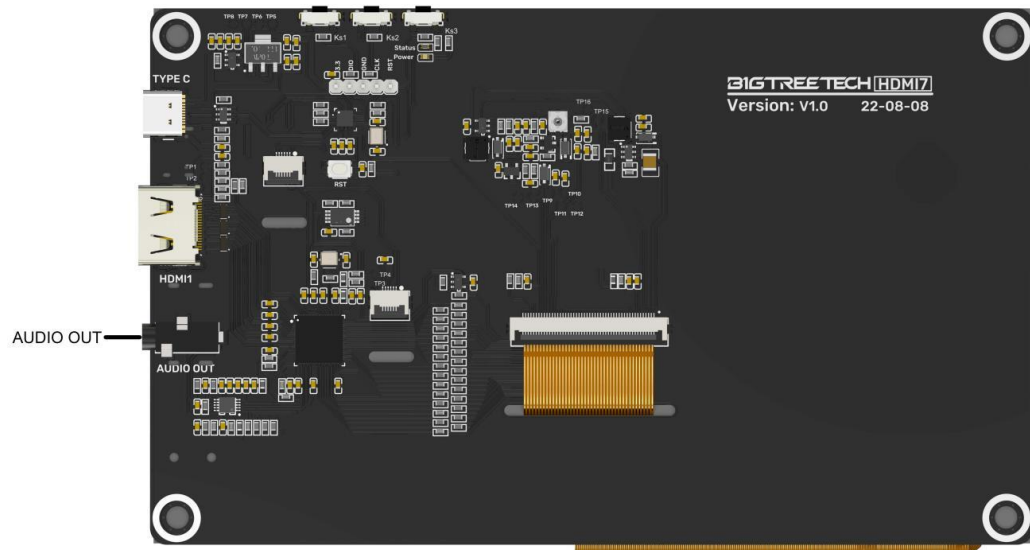 TP8 TP7 TP6 TP5
Ks1
Ks2
Ks3
Status
Power
3.3
DIO
GND
CLK
RST
TYPE C
TP1
TP2
RST
HDMI1
TP4
TP3
AUDIO OUT
AUDIO OUT
TP16
TP15
TP10
TP9
TP14
TP13
TP11
TP12
BIGTREETECH HDMI7
Version: V1.0 22-08-08